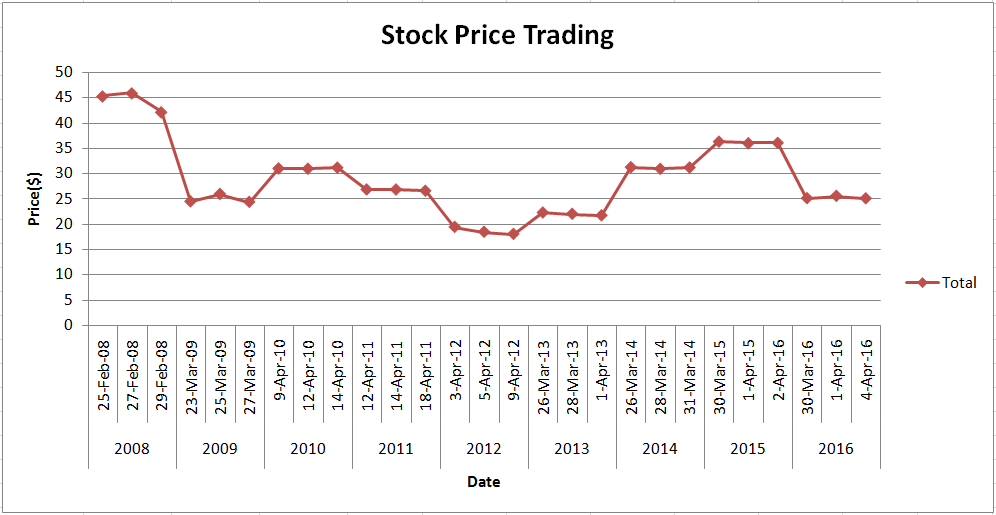 Stock Price Trading
Price($)
50
45
40
35
30
25
20
15
10
5
0
25-Feb-08
27-Feb-08
29-Feb-08
23-Mar-09
25-Mar-09
27-Mar-09
9-Apr-10
12-Apr-10
14-Apr-10
12-Apr-11
14-Apr-11
18-Apr-11
3-Apr-12
5-Apr-12
9-Apr-12
26-Mar-13
28-Mar-13
1-Apr-13
26-Mar-14
28-Mar-14
31-Mar-14
30-Mar-15
1-Apr-15
2-Apr-16
30-Mar-16
1-Apr-16
4-Apr-16
2008 2009 2010 2011 2012 2013 2014 2015 2016
Date
Total